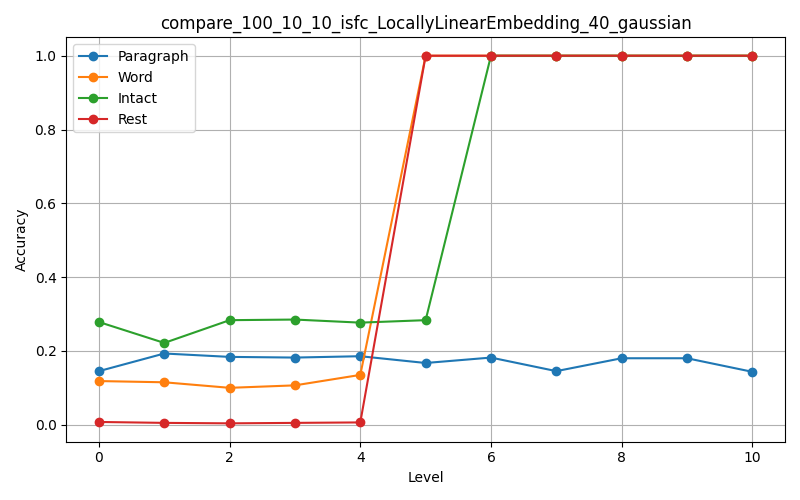 compare_100_10_10_isfc_LocallyLinearEmbedding_40_gaussian
Paragraph
Word
Intact
Rest
Accuracy
1.0
0.8
0.6
0.4
0.2
0.0
0 2 4 6 8 10
Level